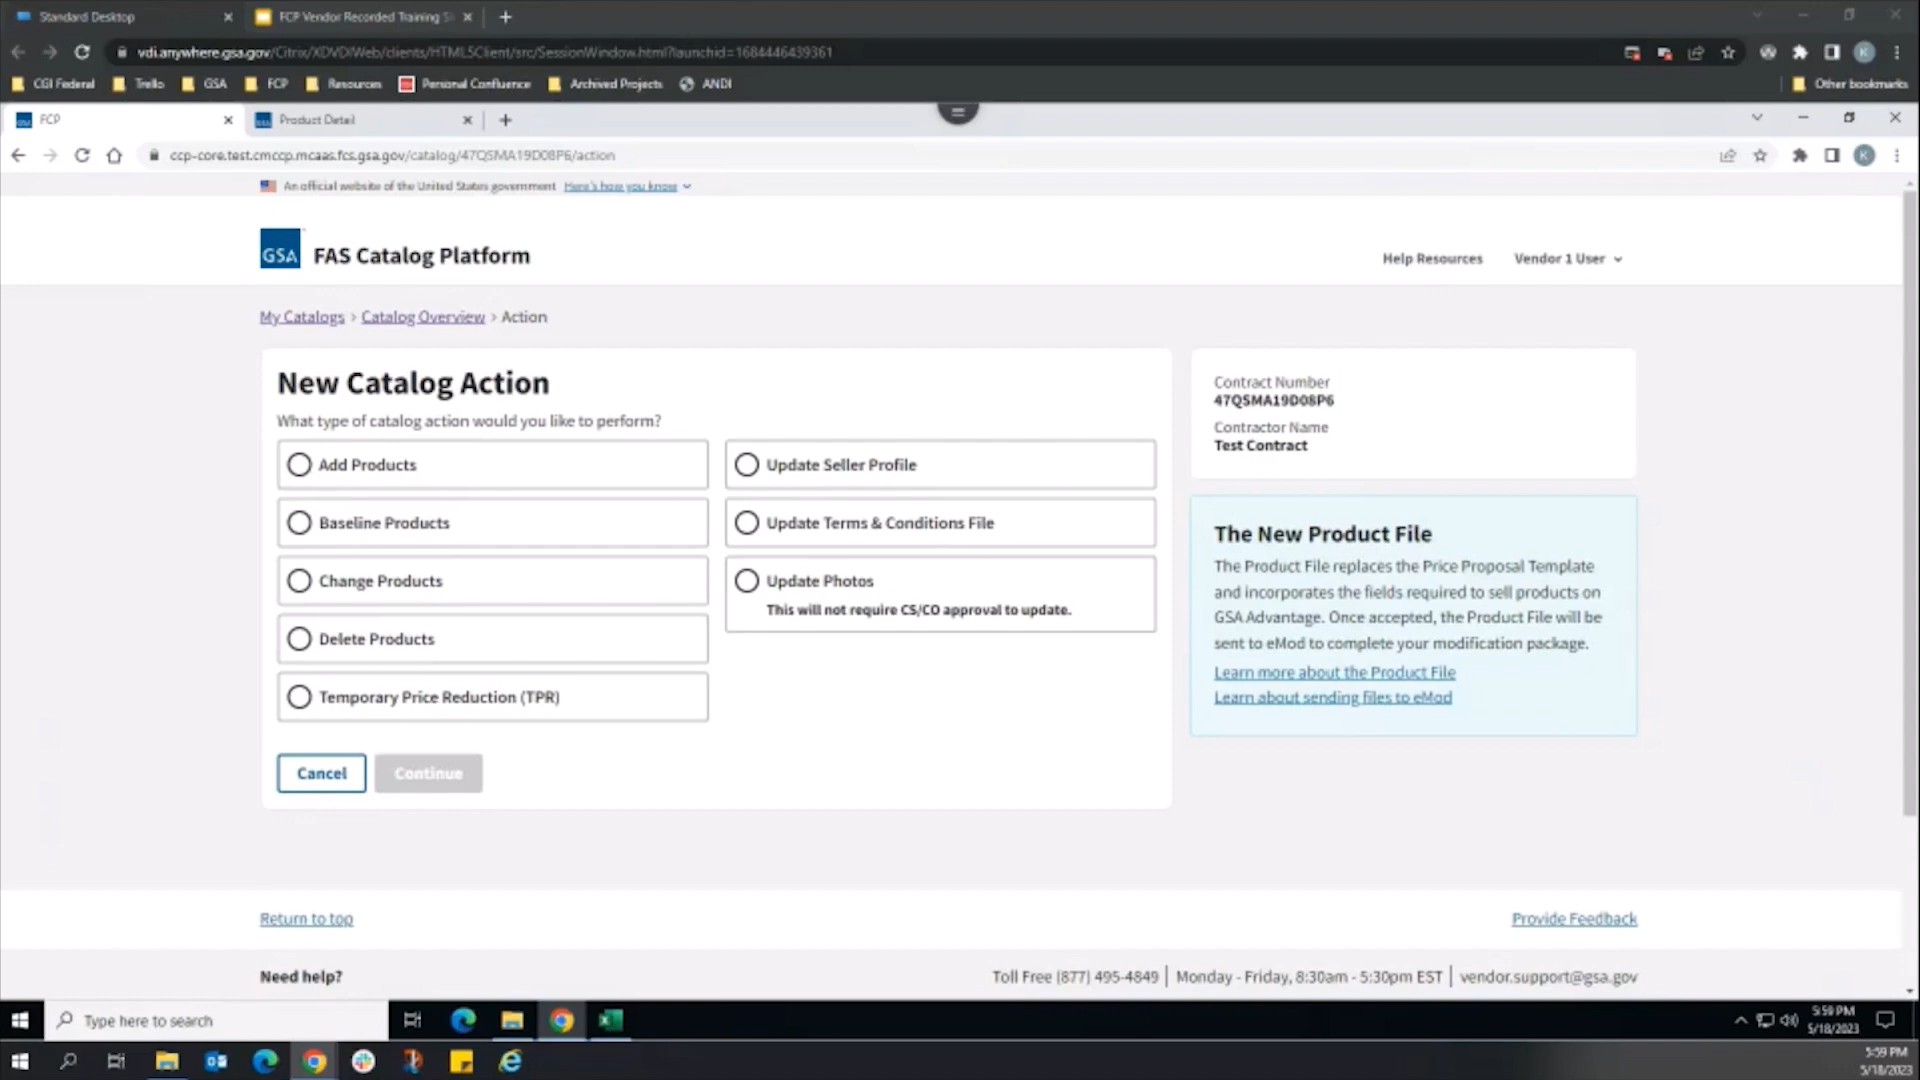 Standard Desktop
FCP Vendor Recorded Training
vdi.anywhere.gsa.gov/Citrix/XDVDIWeb/clients/HTML5Client/src/SessionWindow.html?launchid=1684446439361
CGI Federal
Trello
GSA
FCP
Resources
Personal Confluence
Archived Projects
ANDI
Other bookmarks
FCP
Product Detail
ccp-core.test.cmccp.mcaas.fcs.gsa.gov/catalog/47QSMA19D08P6/action
An official website of the United States government Here's how you know
GSA FAS Catalog Platform
Help Resources
Vendor 1 User
My Catalogs > Catalog Overview > Action
New Catalog Action
What type of catalog action would you like to perform?
Add Products
Baseline Products
Change Products
Delete Products
Temporary Price Reduction (TPR)
Update Seller Profile
Update Terms & Conditions File
Update Photos
This will not require CS/CO approval to update.
Cancel
Continue
Contract Number
47QSMA19D08P6
Contractor Name
Test Contract
The New Product File
The Product File replaces the Price Proposal Template
and incorporates the fields required to sell products on
GSA Advantage. Once accepted, the Product File will be
sent to eMod to complete your modification package.
Learn more about the Product File
Learn about sending files to eMod
Return to top
Provide Feedback
Need help?
Toll Free (877) 495-4849 | Monday - Friday, 8:30am - 5:30pm EST | vendor.support@gsa.gov
Type here to search
5:59 PM
5/18/2023
5:59 PM
5/18/2023